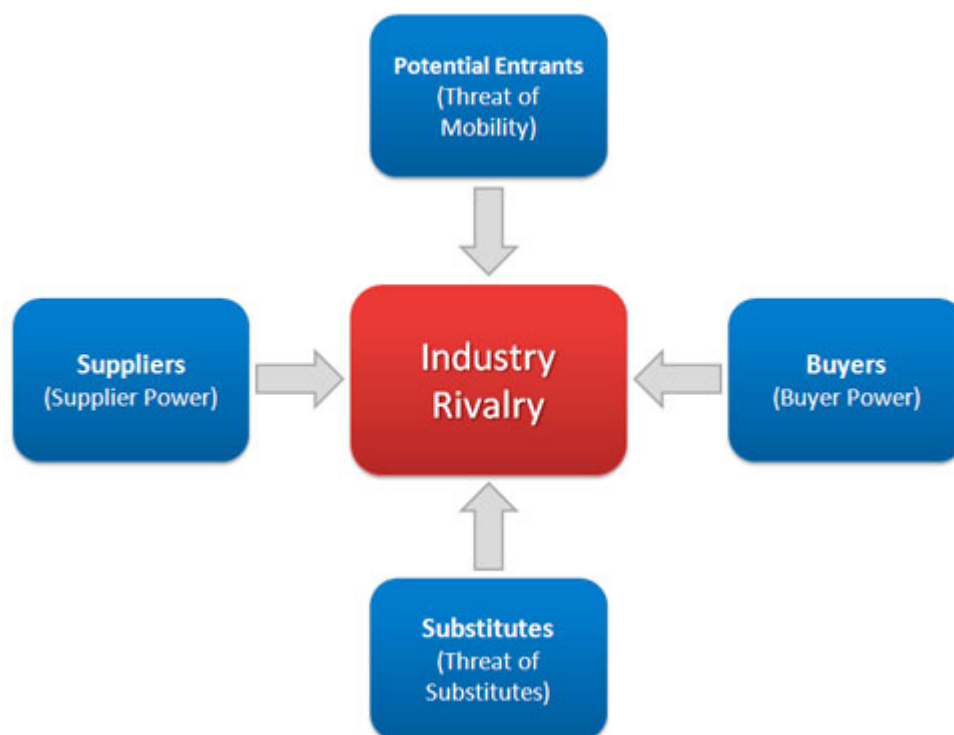 Potential Entrants
(Threat of
Mobility)
Suppliers
(Supplier Power)
Industry
Rivalry
Buyers
(Buyer Power)
Substitutes
(Threat of
Substitutes)